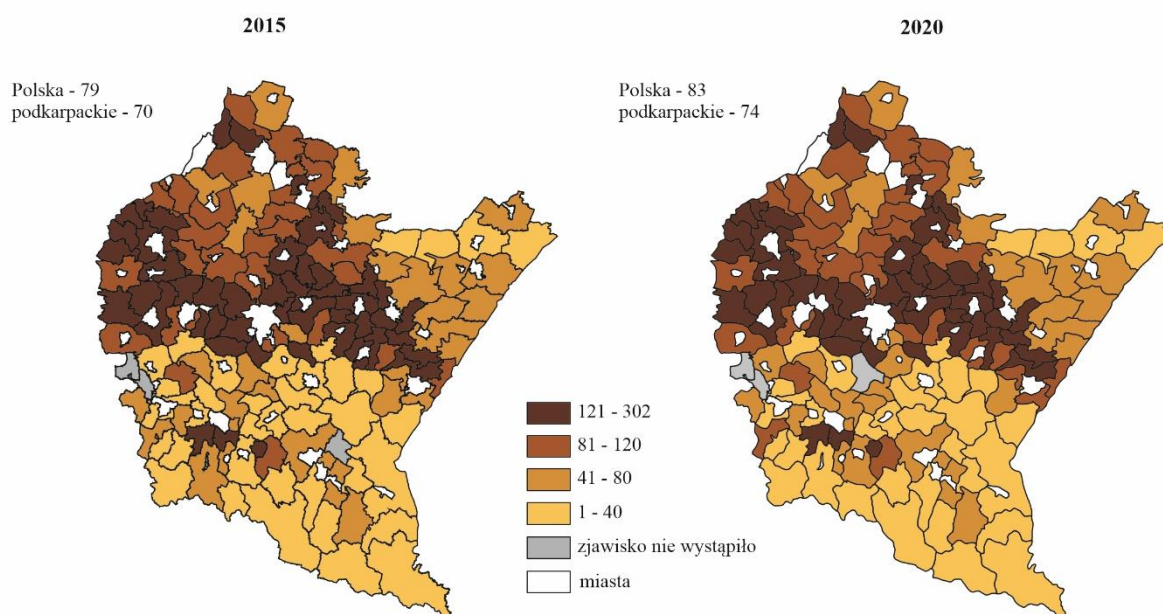 2015
2020
Polska - 79
podkarpackie - 70
Polska - 83
podkarpackie - 74
121 - 302
81 - 120
41 - 80
1 - 40
zjawisko nie wystąpiło
miasta